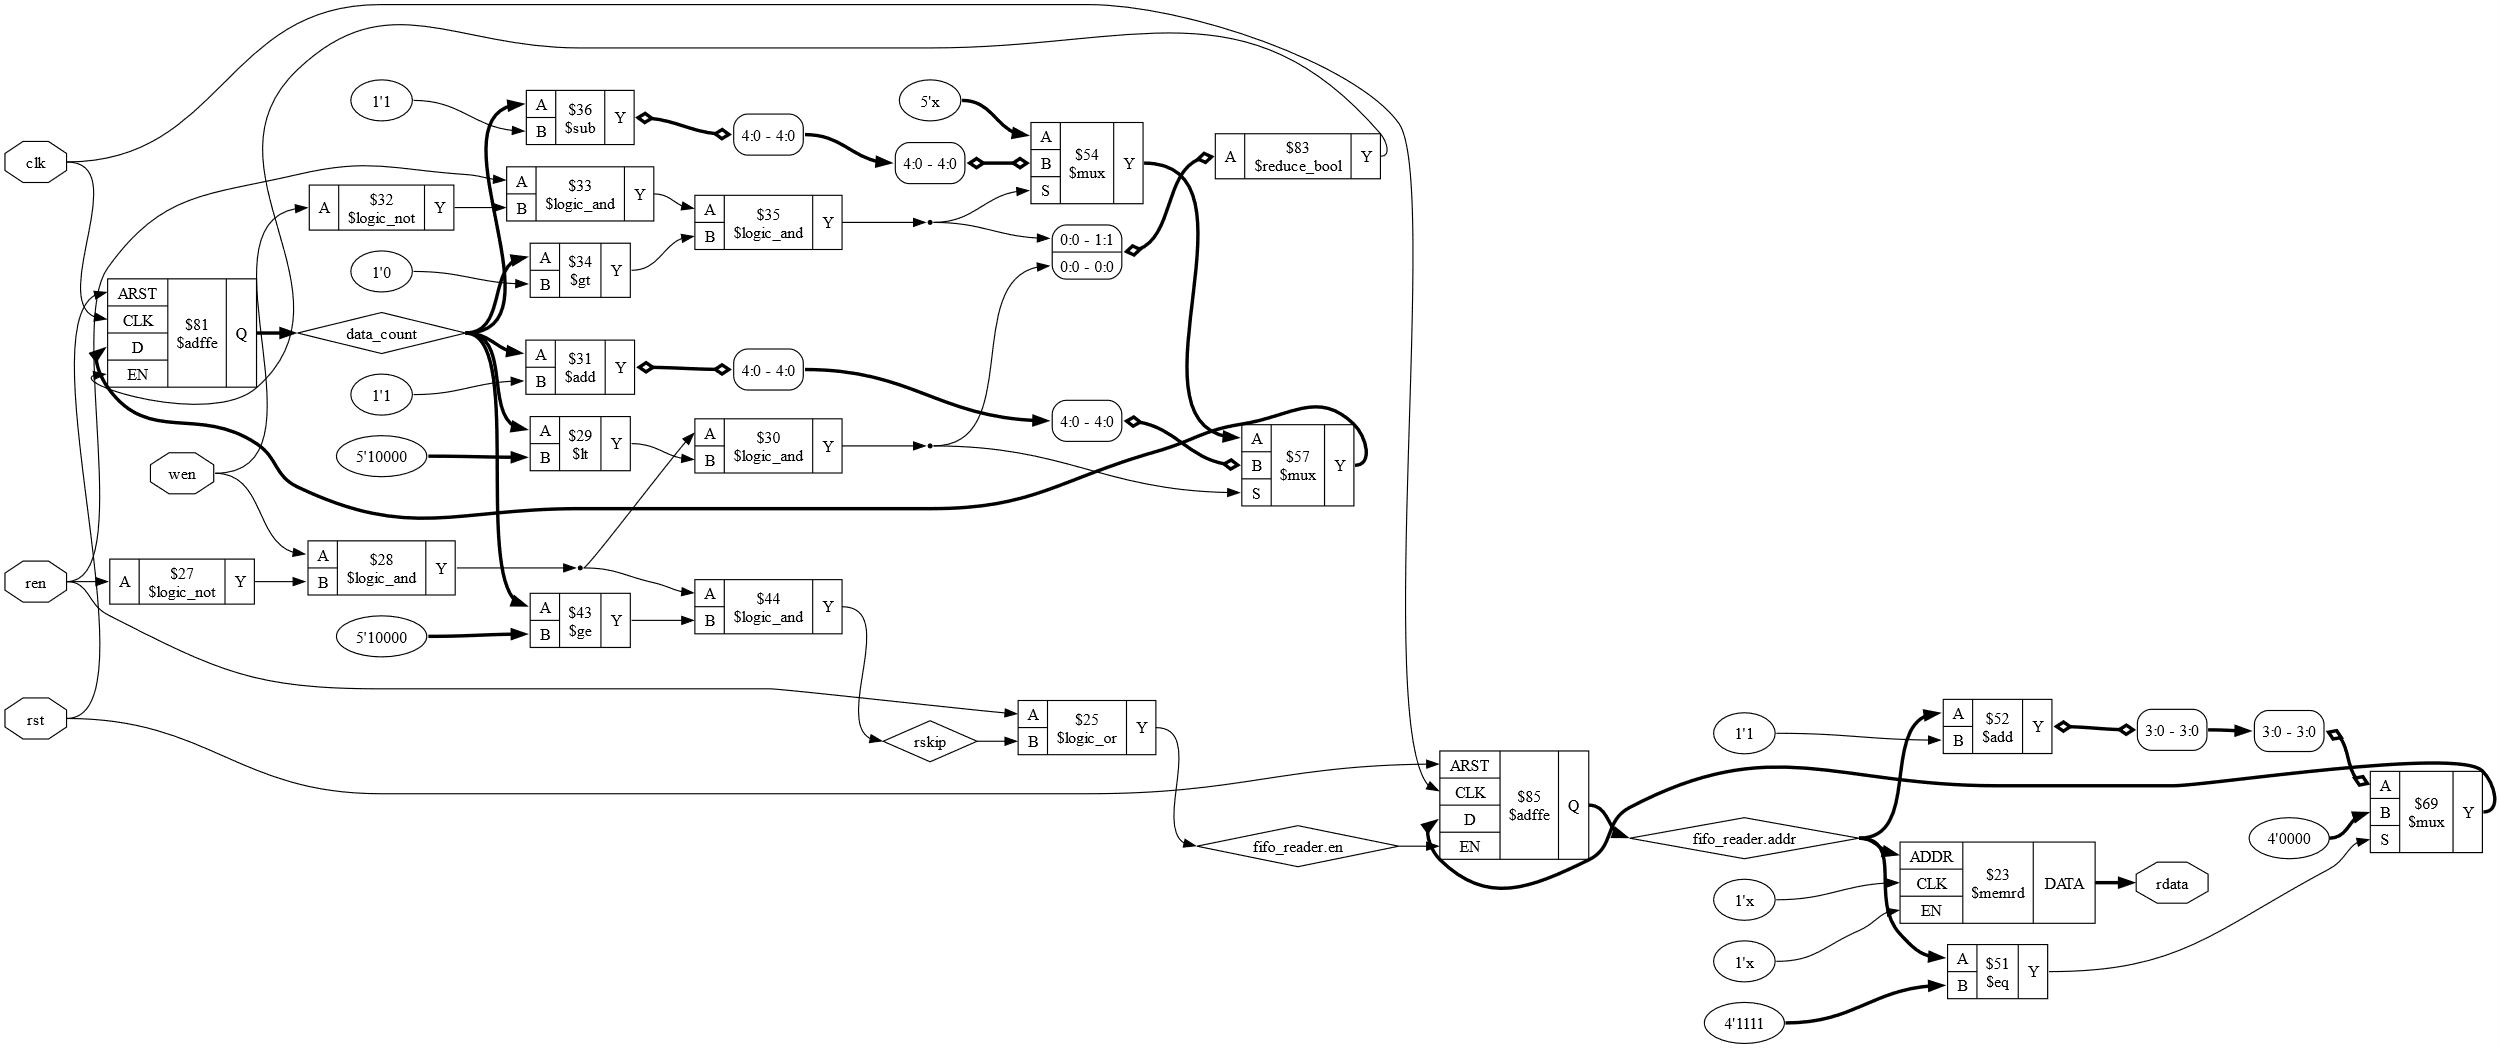 clk
wen
ren
rst
ARST
CLK
D
EN
$81
$adffe
Q
A
$27
$logic_not
Y
1'1
A
$32
$logic_not
Y
1'0
data_count
1'1
5'10000
A
B
$28
$logic_and
Y
5'10000
A
B
$36
$sub
Y
A
B
$33
$logic_and
Y
A
B
$34
$gt
Y
A
B
$31
$add
Y
A
B
$29
$lt
Y
A
B
$43
$ge
Y
4:0 - 4:0
A
B
$35
$logic_and
Y
4:0 - 4:0
A
B
$30
$logic_and
Y
A
B
$44
$logic_and
Y
5'x
4:0 - 4:0
rskip
A
B
S
$54
$mux
Y
0:0 - 1:1
0:0 - 0:0
4:0 - 4:0
A
B
$25
$logic_or
Y
A
$83
$reduce_bool
Y
A
B
S
$57
$mux
Y
fifo_reader.en
ARST
CLK
D
EN
$85
$adffe
Q
1'1
fifo_reader.addr
1'x
1'x
4'1111
A
B
$52
$add
Y
ADDR
CLK
EN
$23
$memrd
DATA
A
B
$51
$eq
Y
3:0 - 3:0
rdata
3:0 - 3:0
4'0000
A
B
S
$69
$mux
Y